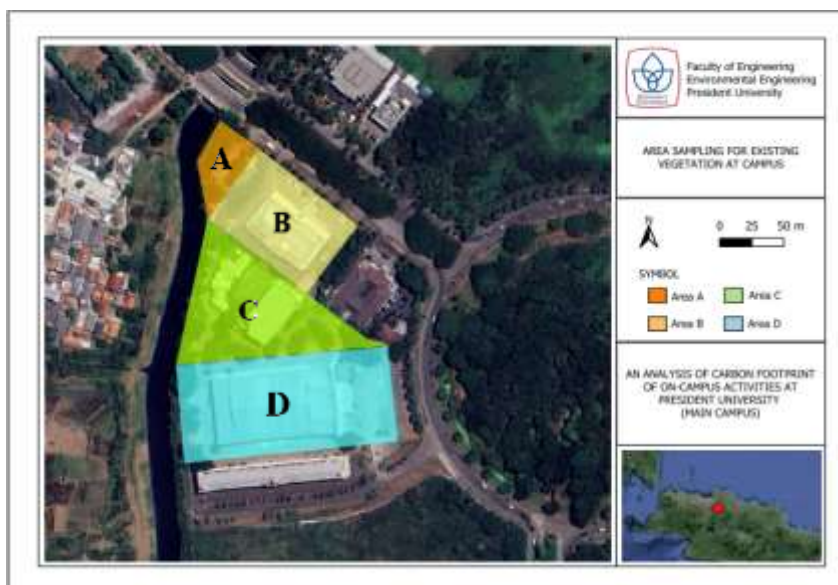 A
B
C
D
Faculty of Engineering
Environmental Engineering
President University
AREA SAMPLING FOR EXISTING
VEGETATION AT CAMPUS
N
0 25 50 m
SYMBOL
Area A
Area C
Area B
Area D
AN ANALYSIS OF CARBON FOOTPRINT
OF ON-CAMPUS ACTIVITIES AT
PRESIDENT UNIVERSITY
(MAIN CAMPUS)